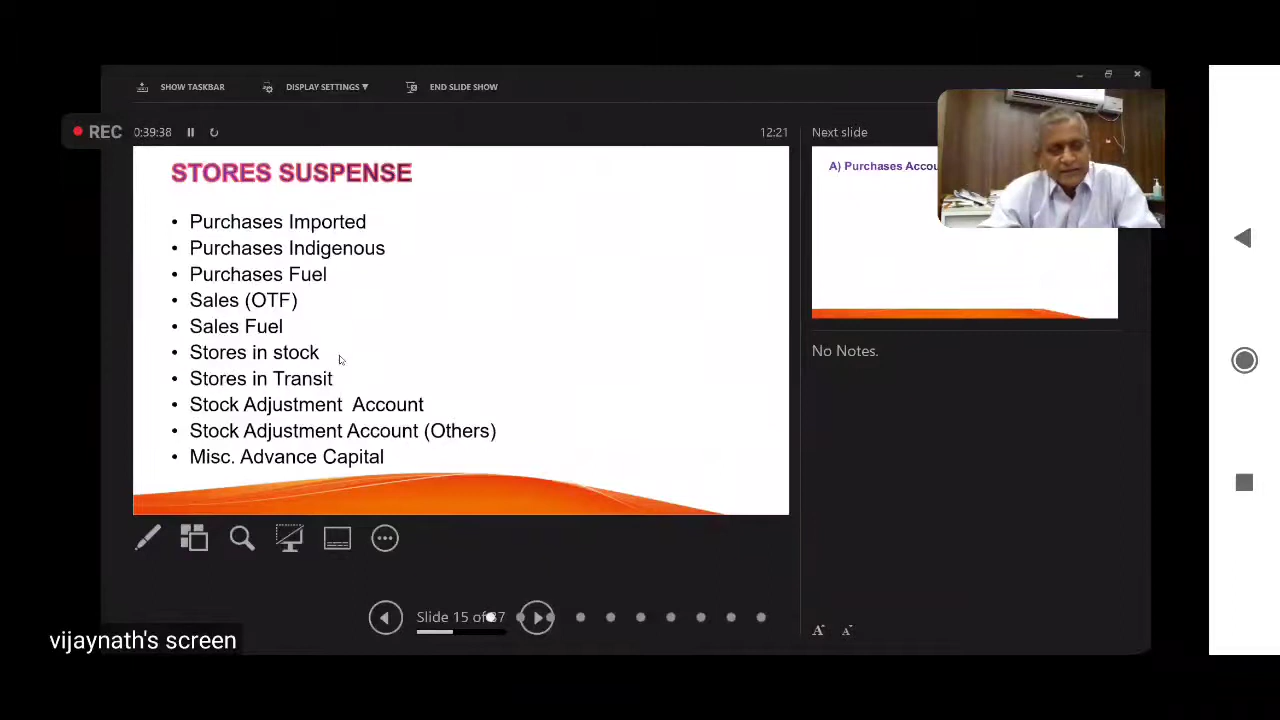 SHOW TASKBAR
DISPLAY SETTINGS ▼
END SLIDE SHOW
REC
0:39:38
12:21
Next slide
STORES SUSPENSE
• Purchases Imported
• Purchases Indigenous
• Purchases Fuel
• Sales (OTF)
• Sales Fuel
• Stores in stock
• Stores in Transit
• Stock Adjustment Account
• Stock Adjustment Account (Others)
• Misc. Advance Capital
A) Purchases
No Notes.
Slide 15 of
A A
vijaynath's screen